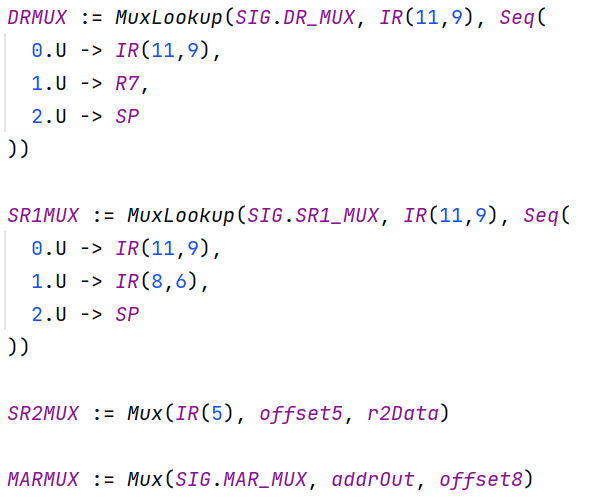 DRMUX := MuxLookup(SIG.DR_MUX, IR(11,9), Seq(
  0.U -> IR(11,9),
  1.U -> R7,
  2.U -> SP
))

SR1MUX := MuxLookup(SIG.SR1_MUX, IR(11,9), Seq(
  0.U -> IR(11,9),
  1.U -> IR(8,6),
  2.U -> SP
))

SR2MUX := Mux(IR(5), offset5, r2Data)

MARMUX := Mux(SIG.MAR_MUX, addrOut, offset8)